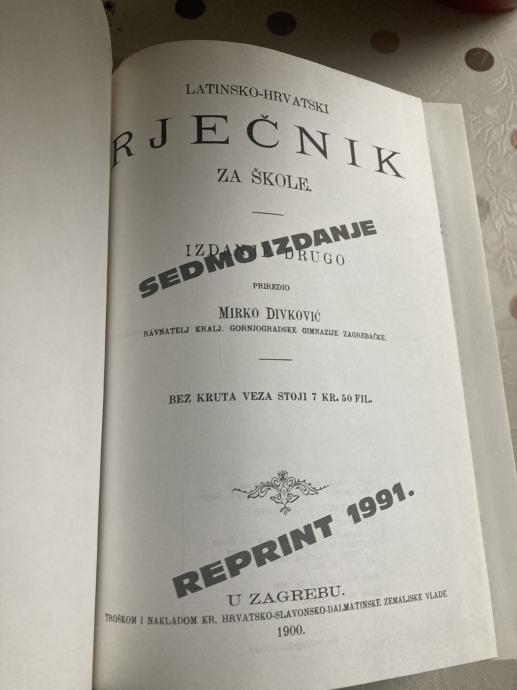 LATINSKO-HRVATSKI
RJEČNIK
ZA ŠKOLE.
IZDANJE DRUGO
SEDMO IZDANJE
PRIREDIO
MIRKO DIVKOVIĆ
RAVNATELJ KRALJ. GORNJOGRADSKE GIMNAZIJE ZAGREBAČKE
BEZ KRUTA VEZA STOJI 7 KR. 50 FIL.
REPRINT 1991.
U ZAGREBU.
TROŠKOM I NAKLADOM KR. HRVATSKO-SLAVONSKO-DALMATINSKE ZEMALJSKE VLADE
1900.